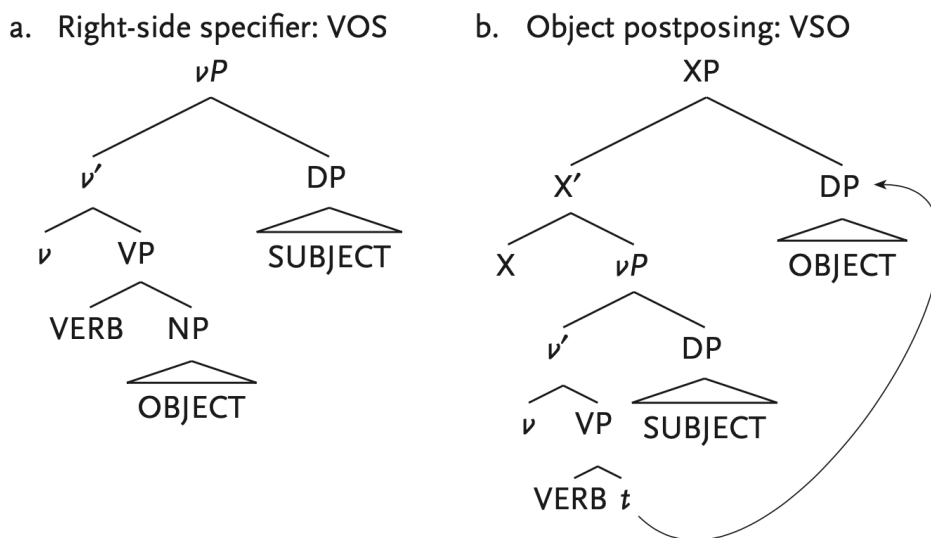 a. Right-side specifier: VOS
νP
ν′
DP
ν
VP
SUBJECT
VERB
NP
OBJECT
b. Object postposing: VSO
XP
X′
DP
X
νP
OBJECT
ν′
DP
ν
VP
SUBJECT
VERB
t